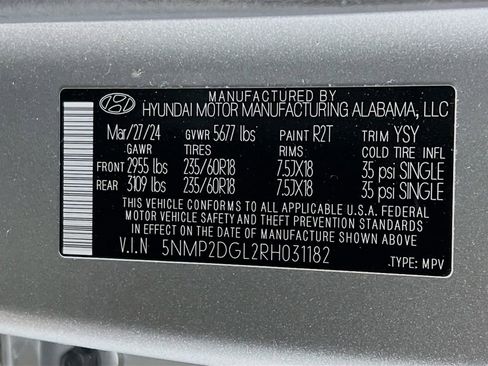 MANUFACTURED BY
HYUNDAI MOTOR MANUFACTURING ALABAMA, LLC
Mar/27/24 GVWR 5677 lbs PAINT R2T TRIM YSY
GAWR TIRES RIMS COLD TIRE INFL
FRONT 2955 lbs 235/60R18 7.5JX18 35 psi SINGLE
REAR 3109 lbs 235/60R18 7.5JX18 35 psi SINGLE
THIS VEHICLE CONFORMS TO ALL APPLICABLE U.S.A. FEDERAL
MOTOR VEHICLE SAFETY AND THEFT PREVENTION STANDARDS
IN EFFECT ON THE DATE OF MANUFACTURE SHOWN ABOVE.
V.I.N 5NMP2DGL2RH031182
TYPE: MPV